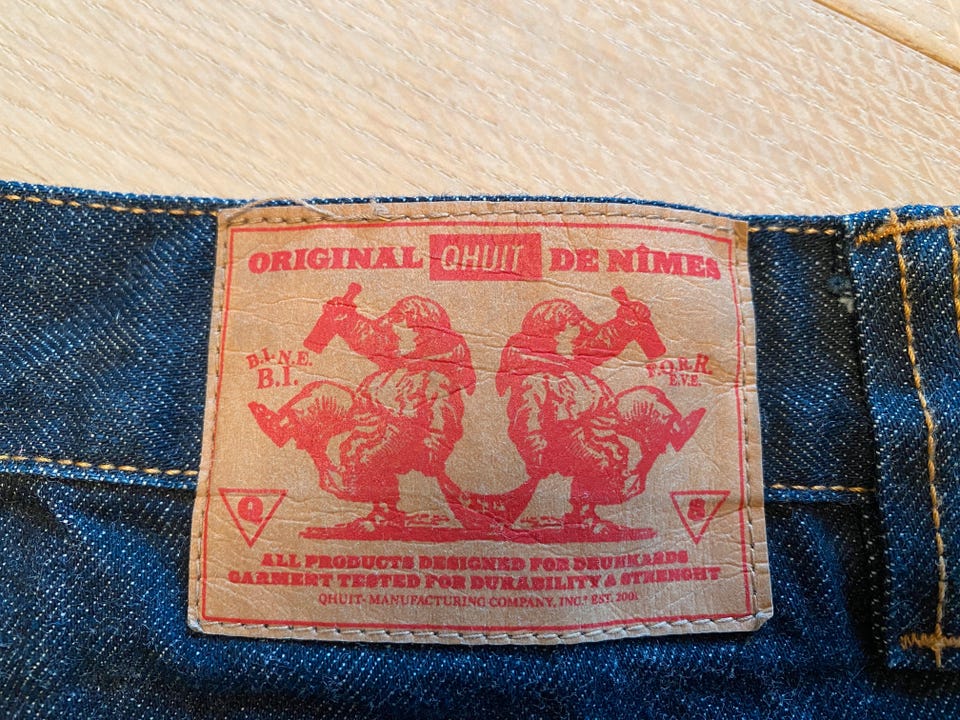 ORIGINAL QHUIT DE NÎMES
B.I.N.E.
B.I.
F.O.R.R.
E.V.E.
Q
8
ALL PRODUCTS DESIGNED FOR DRUNKARDS
GARMENT TESTED FOR DURABILITY & STRENGHT
QHUIT- MANUFACTURING COMPANY, INC. EST. 2001